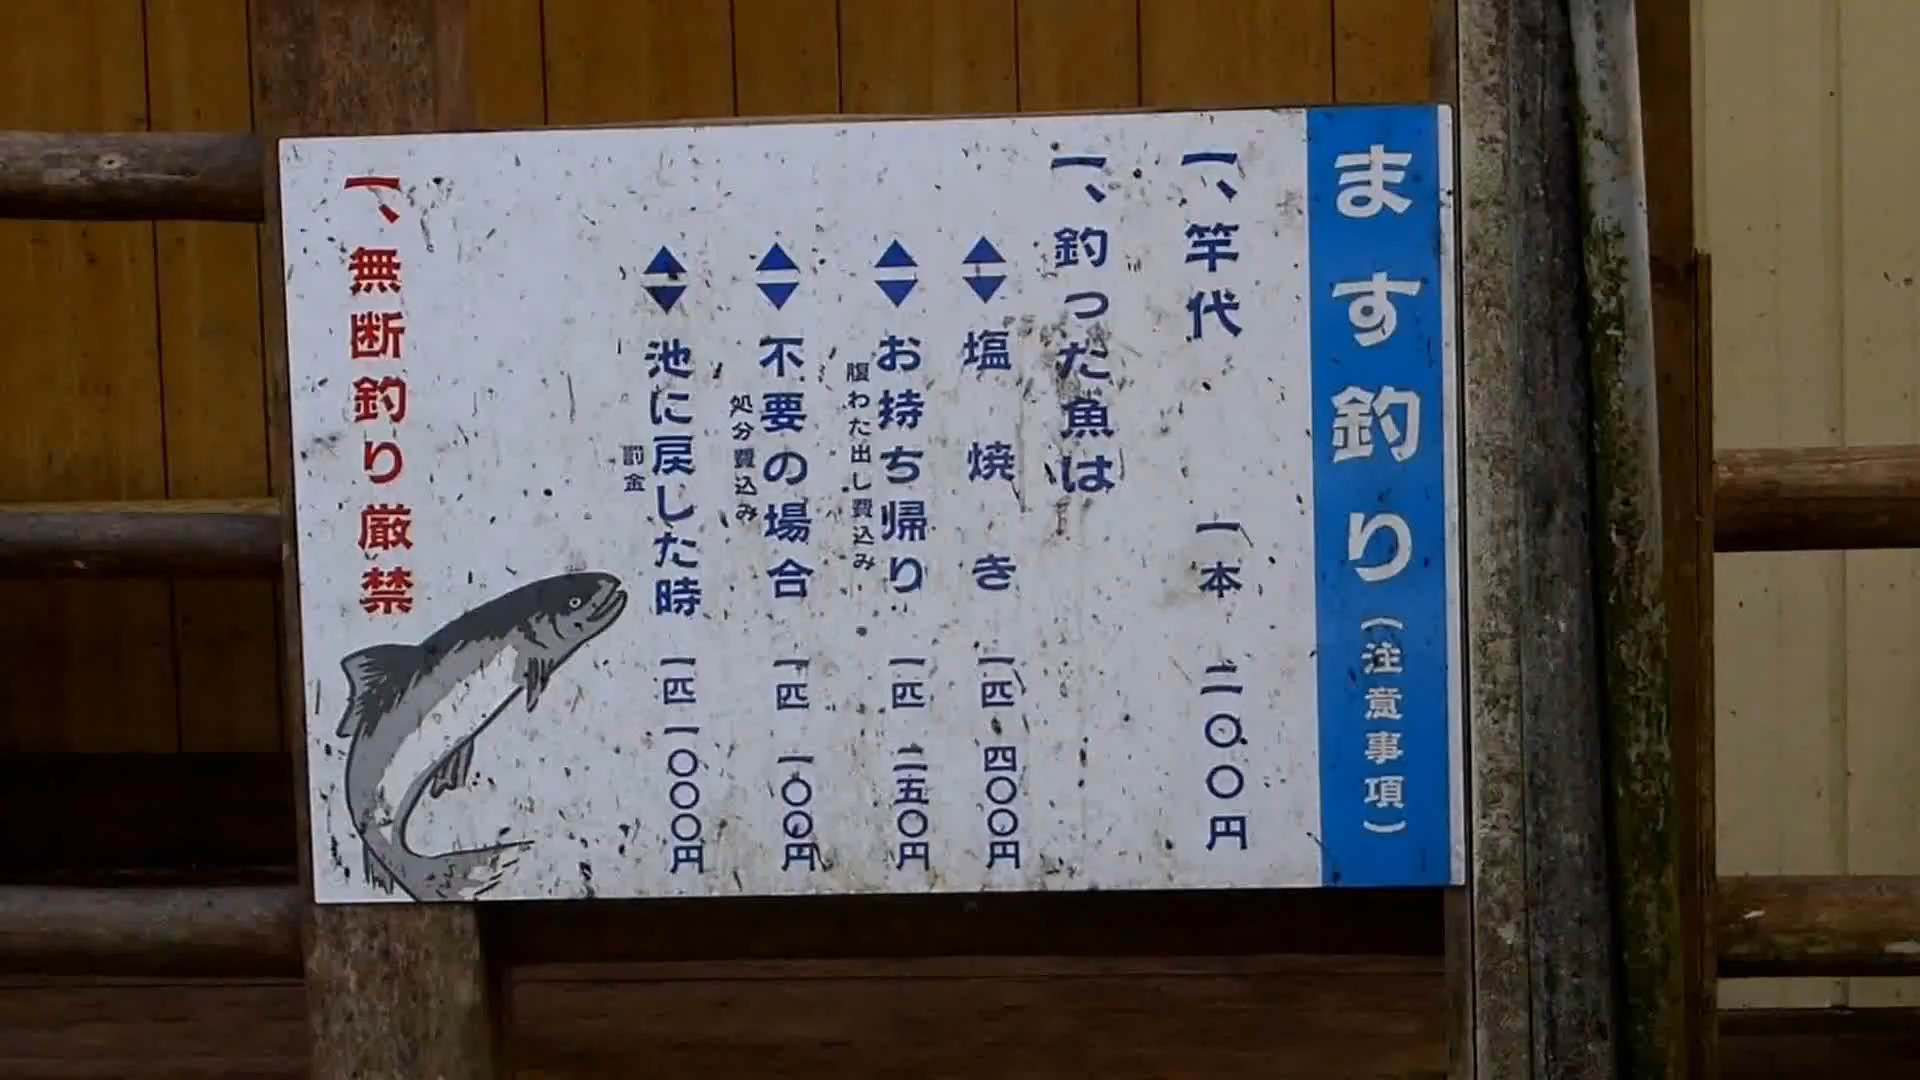 ます釣り(注意事項)
一、竿代 一本 二〇〇円
一、釣った魚は
塩焼き 一匹 四〇〇円
お持ち帰り 一匹 二五〇円
腹わた出し費込み
不要の場合 一匹 一〇〇円
処分費込み
池に戻した時 一匹 一〇〇〇円
罰金
一、無断釣り厳禁